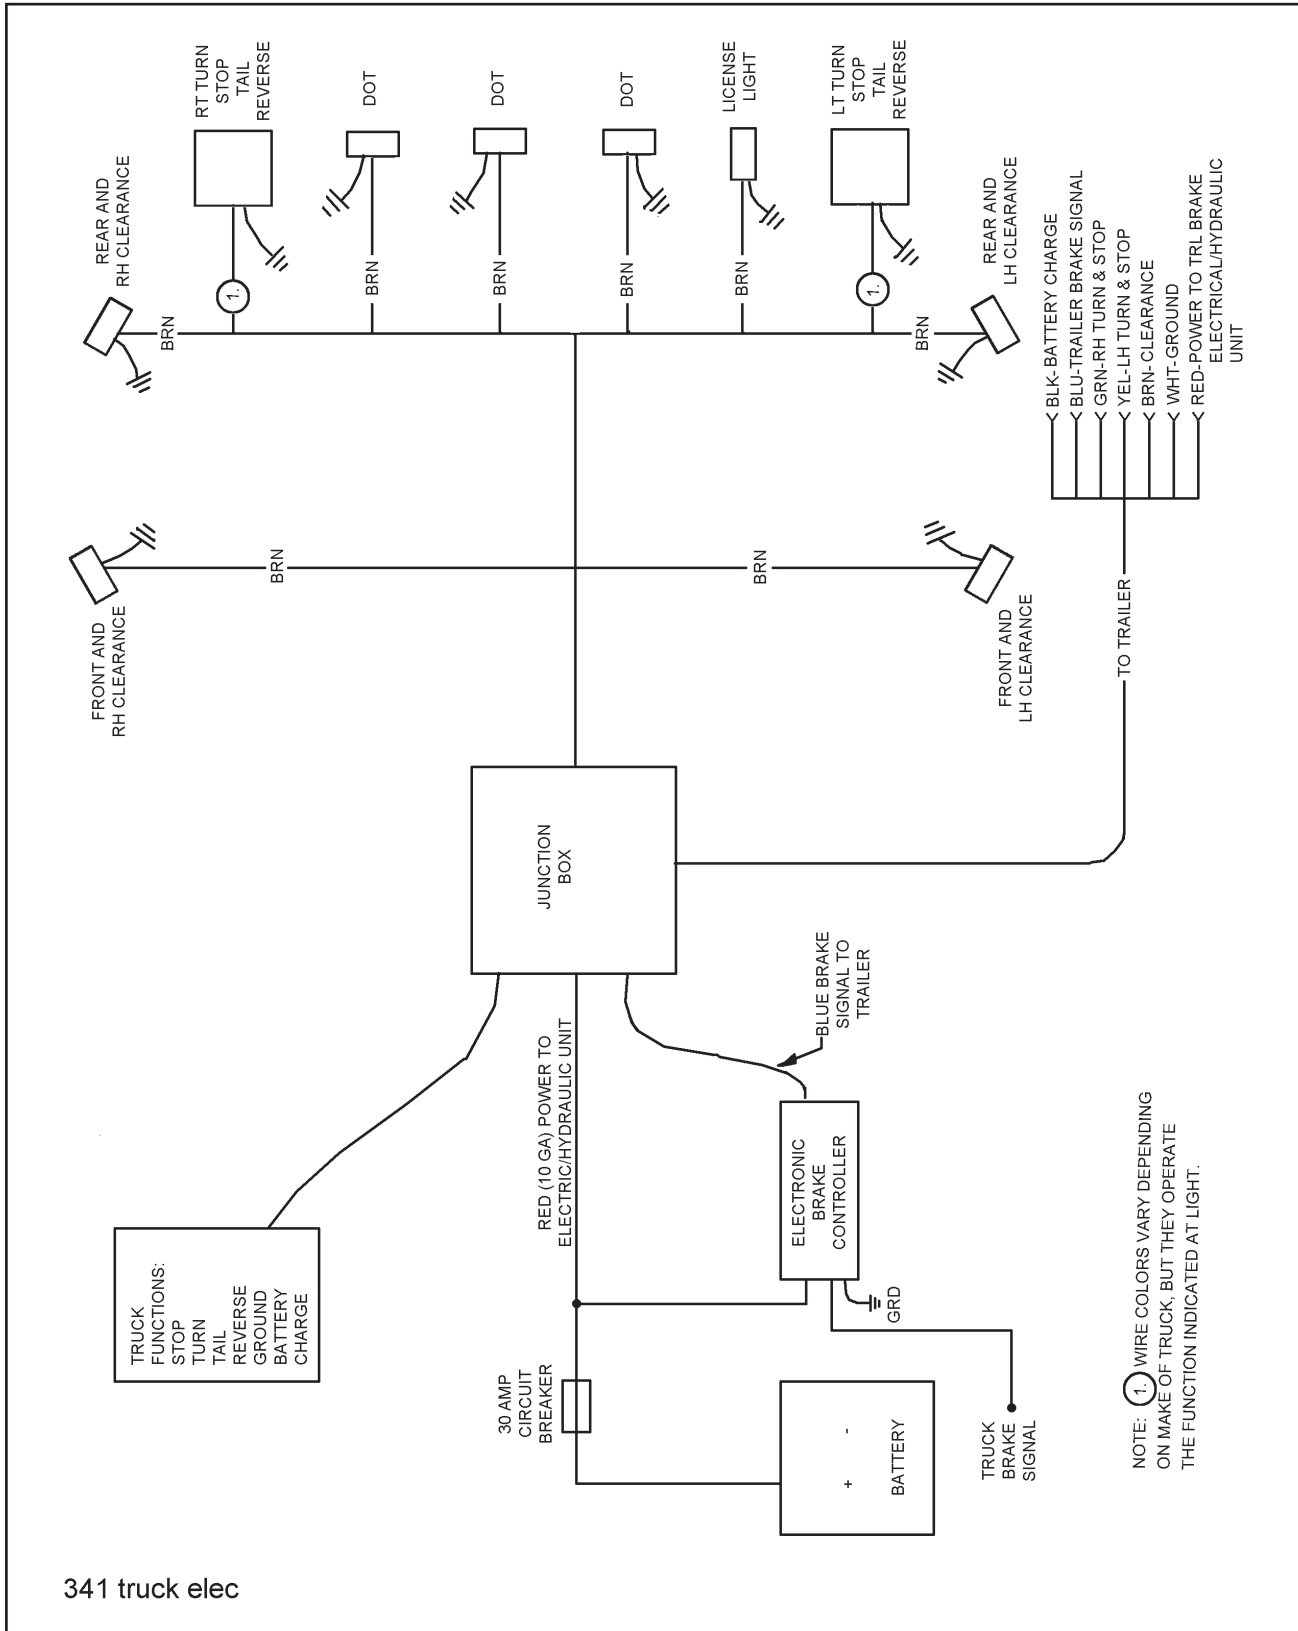 RT TURN
STOP
TAIL
REVERSE
DOT
DOT
DOT
LICENSE
LIGHT
LT TURN
STOP
TAIL
REVERSE
REAR AND
RH CLEARANCE
REAR AND
LH CLEARANCE
1.
BRN
BRN
BRN
BRN
1.
BRN
BRN
BLK-BATTERY CHARGE
BLU-TRAILER BRAKE SIGNAL
GRN-RH TURN & STOP
YEL-LH TURN & STOP
BRN-CLEARANCE
WHT-GROUND
RED-POWER TO TRL BRAKE
ELECTRICAL/HYDRAULIC
UNIT
BRN
BRN
FRONT AND
RH CLEARANCE
FRONT AND
LH CLEARANCE
TO TRAILER
JUNCTION
BOX
BLUE BRAKE
SIGNAL TO
TRAILER
RED (10 GA) POWER TO
ELECTRIC/HYDRAULIC UNIT
ELECTRONIC
BRAKE
CONTROLLER
GRD
TRUCK
FUNCTIONS:
STOP
TURN
TAIL
REVERSE
GROUND
BATTERY
CHARGE
30 AMP
CIRCUIT
BREAKER
+ -
BATTERY
TRUCK
BRAKE
SIGNAL
NOTE: 1. WIRE COLORS VARY DEPENDING
ON MAKE OF TRUCK, BUT THEY OPERATE
THE FUNCTION INDICATED AT LIGHT.
341 truck elec